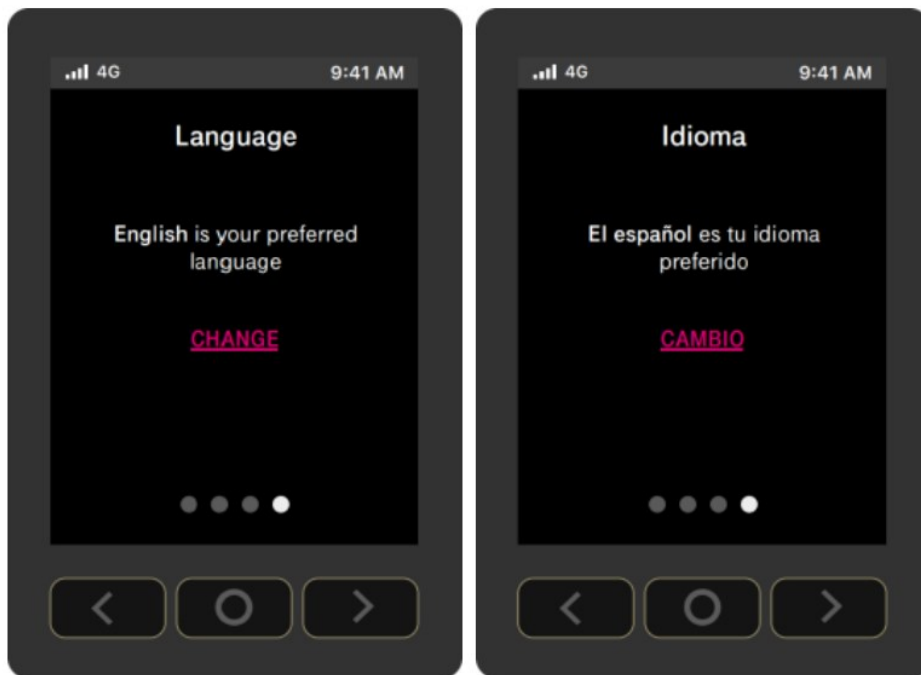 4G 9:41 AM
Language
English is your preferred
language
CHANGE
4G 9:41 AM
Idioma
El español es tu idioma
preferido
CAMBIO